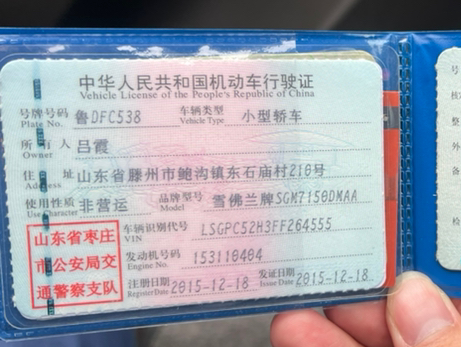 中华人民共和国机动车行驶证
Vehicle License of the People's Republic of China
号牌号码 鲁DFC538 车辆类型 小型轿车
Plate No. Vehicle Type
所有人 吕霞
Owner
住址 山东省滕州市鲍沟镇东石庙村210号
Address
使用性质 非营运 品牌型号 雪佛兰牌SGM7150DMAA
Use Character Model
山东省枣庄
市公安局交
通警察支队
车辆识别代号 LSGPC52H3FF264555
VIN
发动机号码 153110404
Engine No.
注册日期 2015-12-18 发证日期 2015-12-18
Register Date Issue Date
号
核
整
外
备